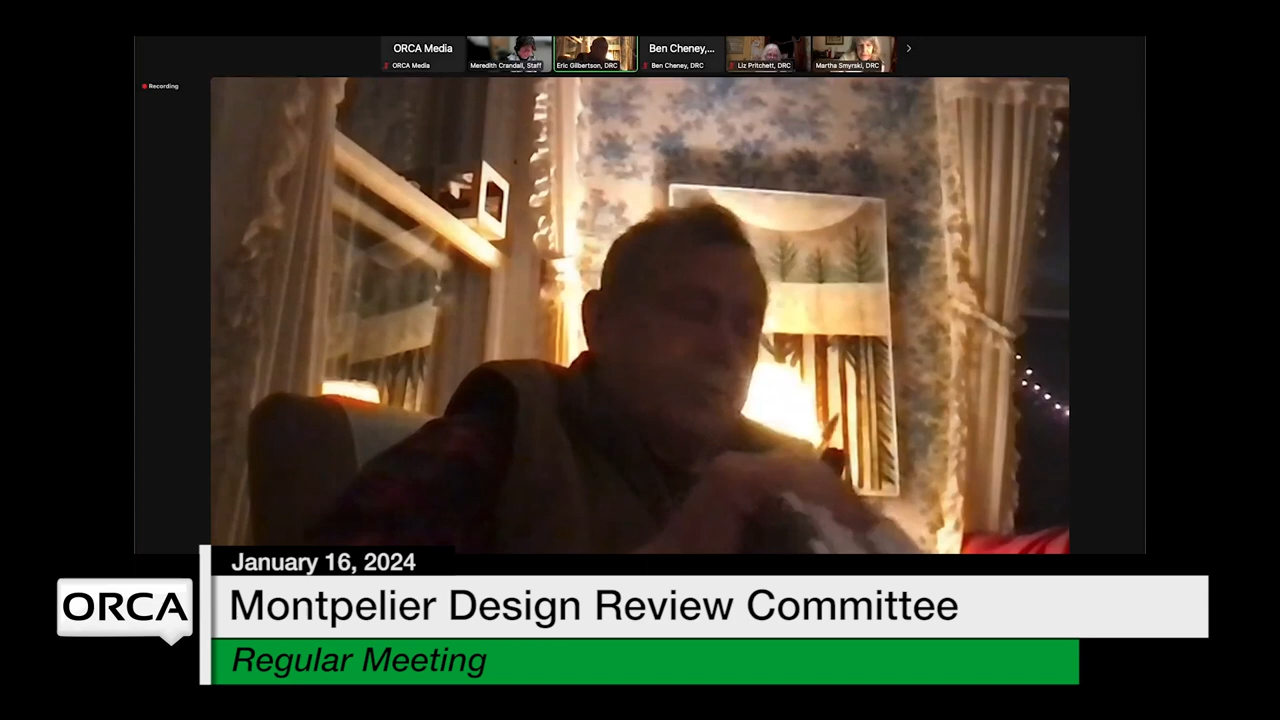 ORCA Media
Ben Cheney,...
ORCA Media
Meredith Crandall, Staff
Eric Gilbertson, DRC
Ben Cheney, DRC
Liz Pritchett, DRC
Martha Smyrski, DRC
Recording
January 16, 2024
ORCA
Montpelier Design Review Committee
Regular Meeting